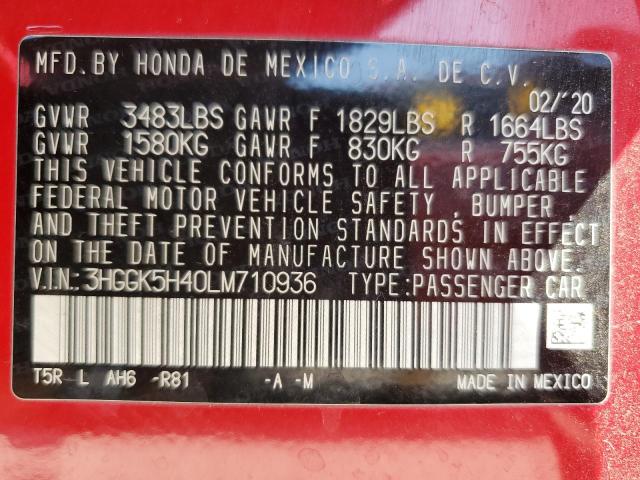 MFD. BY HONDA DE MEXICO S.A. DE C.V.
02/'20
GVWR 3483LBS GAWR F 1829LBS R 1664LBS
GVWR 1580KG GAWR F 830KG R 755KG
THIS VEHICLE CONFORMS TO ALL APPLICABLE
FEDERAL MOTOR VEHICLE SAFETY , BUMPER ,
AND THEFT PREVENTION STANDARDS IN EFFECT
ON THE DATE OF MANUFACTURE SHOWN ABOVE.
V.I.N.: 3HGGK5H40LM710936 TYPE:PASSENGER CAR
T5R L AH6 -R81 -A -M MADE IN MEXICO